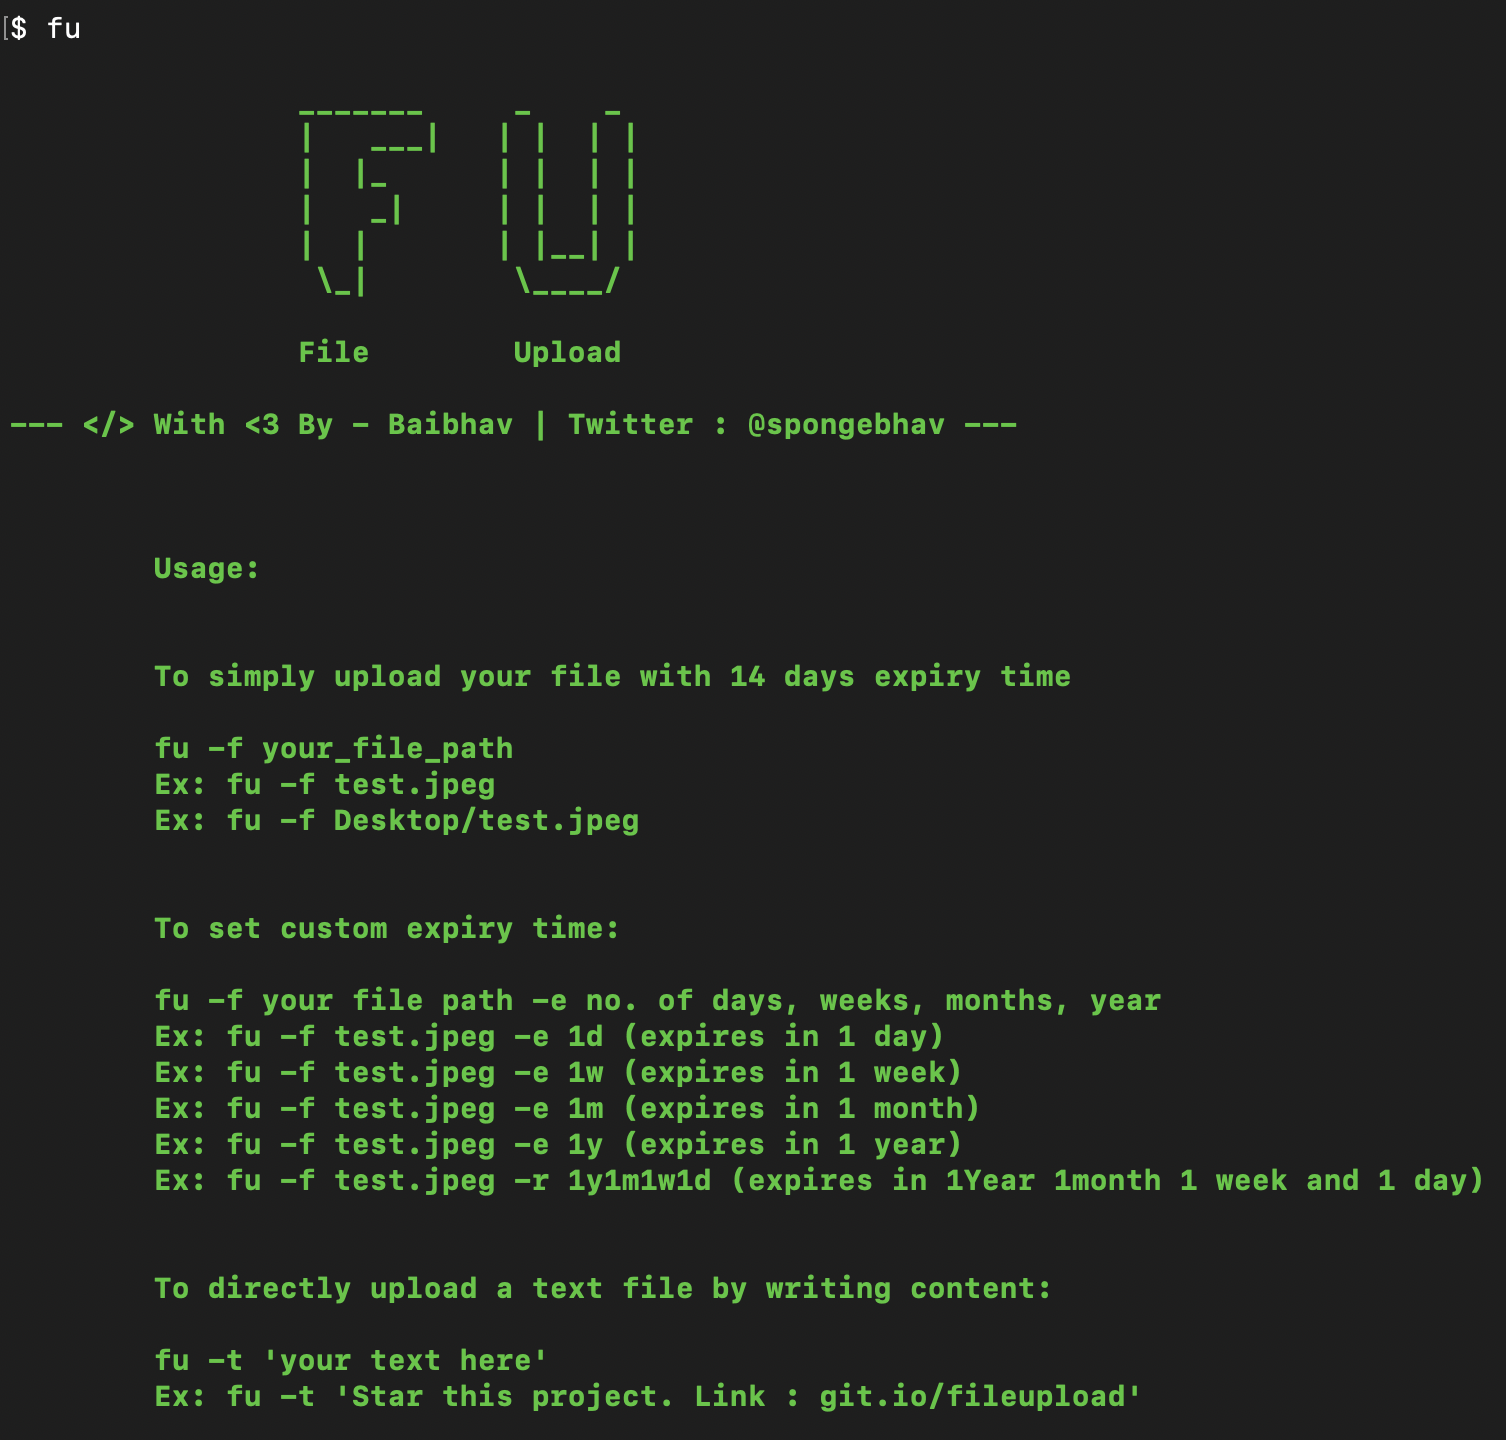 [$ fu
 _______     _    _
|   ___|   | |  | |
|  |_      | |  | |
|   _|     | |  | |
|  |       | |__| |
 \_|        \____/
File Upload
--- </> With <3 By - Baibhav | Twitter : @spongebhav ---
Usage:
To simply upload your file with 14 days expiry time
fu -f your_file_path
Ex: fu -f test.jpeg
Ex: fu -f Desktop/test.jpeg
To set custom expiry time:
fu -f your file path -e no. of days, weeks, months, year
Ex: fu -f test.jpeg -e 1d (expires in 1 day)
Ex: fu -f test.jpeg -e 1w (expires in 1 week)
Ex: fu -f test.jpeg -e 1m (expires in 1 month)
Ex: fu -f test.jpeg -e 1y (expires in 1 year)
Ex: fu -f test.jpeg -r 1y1m1w1d (expires in 1Year 1month 1 week and 1 day)
To directly upload a text file by writing content:
fu -t 'your text here'
Ex: fu -t 'Star this project. Link : git.io/fileupload'